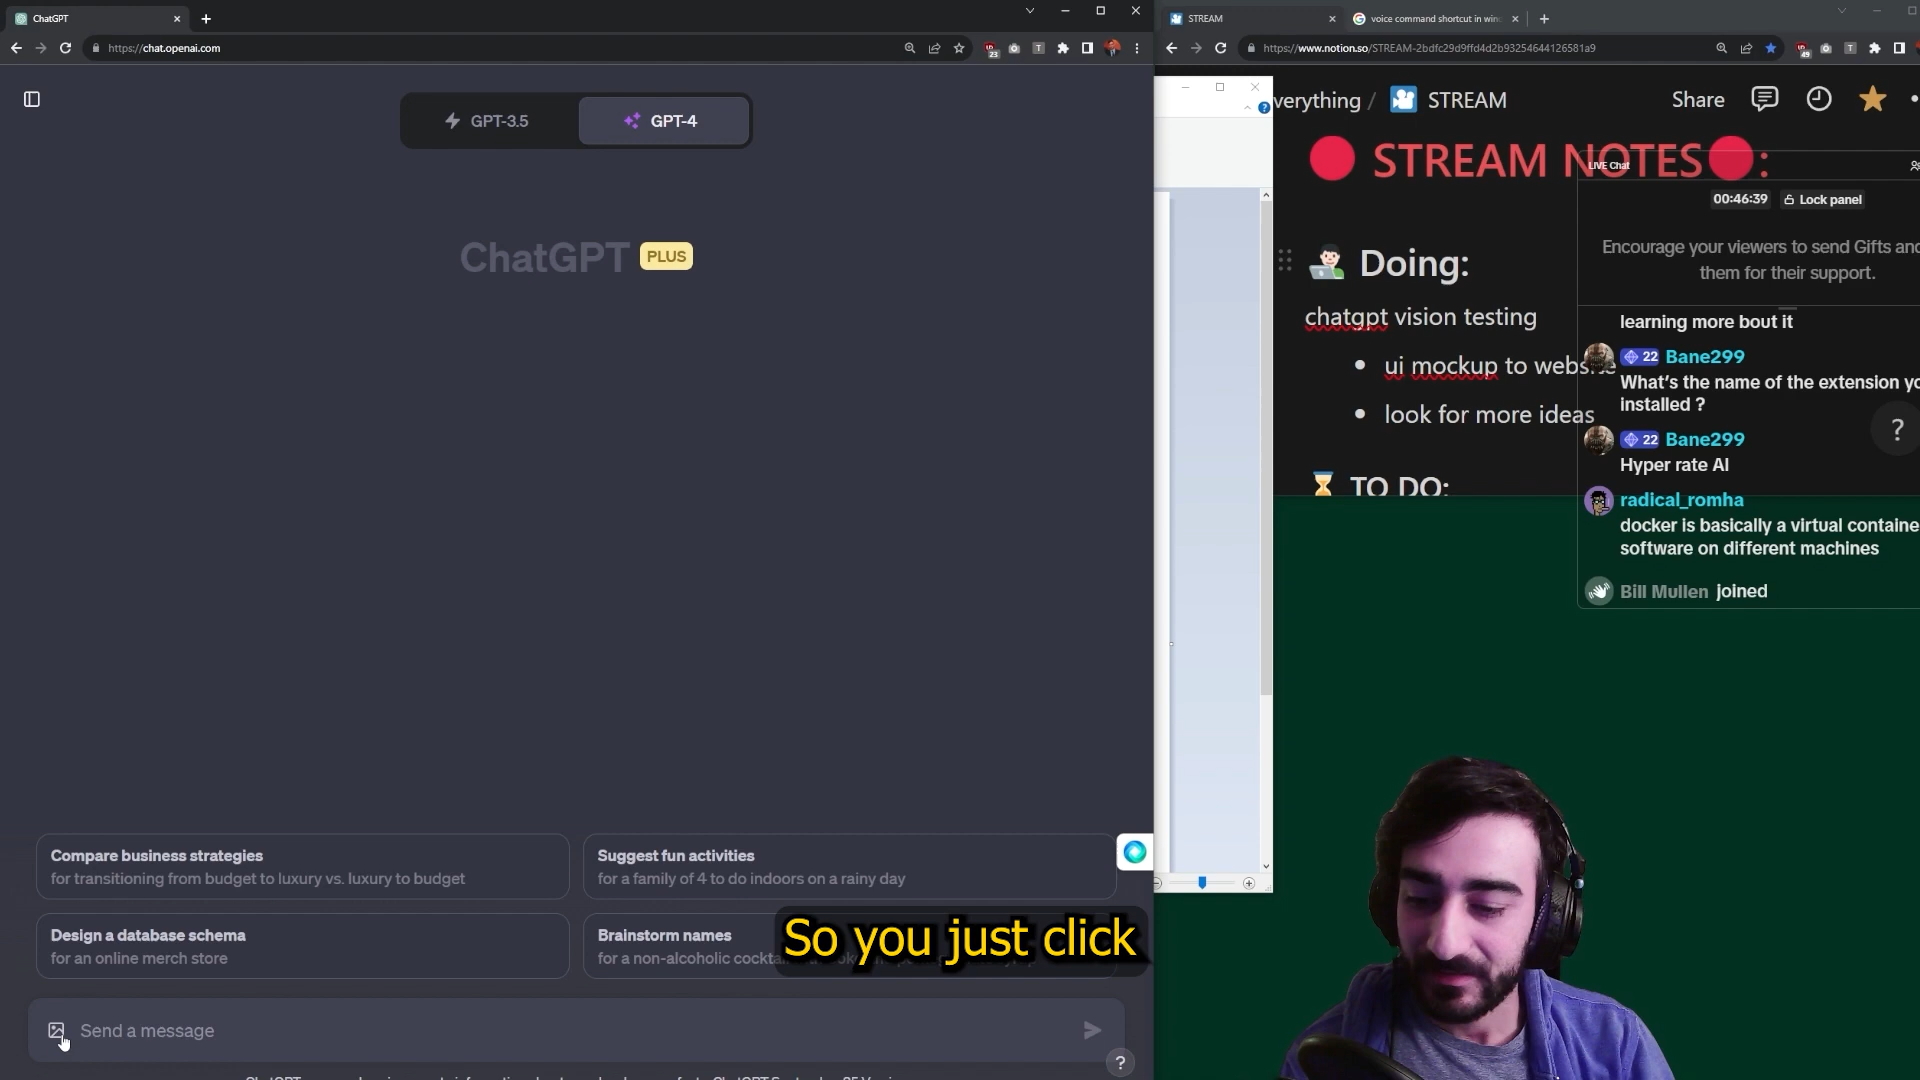 ChatGPT
https://chat.openai.com
23
T
GPT-3.5
GPT-4
ChatGPT PLUS
Compare business strategies
for transitioning from budget to luxury vs. luxury to budget
Suggest fun activities
for a family of 4 to do indoors on a rainy day
Design a database schema
for an online merch store
Brainstorm names
for a non-alcoholic
So you just click
Send a message
?
STREAM
voice command shortcut in win
https://www.notion.so/STREAM-2bdfc29d9ffd4d2b93254644126581a9
49
T
verything / STREAM
Share
STREAM NOTES :
Doing:
chatgpt vision testing
ui mockup to website
look for more ideas
TO DO:
LIVE Chat
00:46:39
Lock panel
Encourage your viewers to send Gifts and
them for their support.
learning more bout it
22 Bane299
What's the name of the extension yo
installed ?
?
22 Bane299
Hyper rate AI
radical_romha
docker is basically a virtual containe
software on different machines
Bill Mullen joined